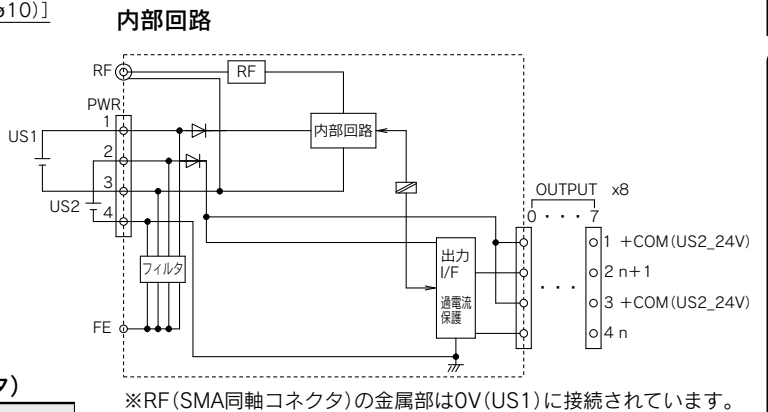 ø10)]
内部回路
RF
RF
PWR
1
US1
内部回路
2
3
OUTPUT x8
US2
4
0 ・・・ 7
出力
I/F
過電流
保護
1 +COM(US2_24V)
フィルタ
2 n+1
・・・
3 +COM(US2_24V)
FE
4 n
ク)
※RF(SMA同軸コネクタ)の金属部は0V(US1)に接続されています。